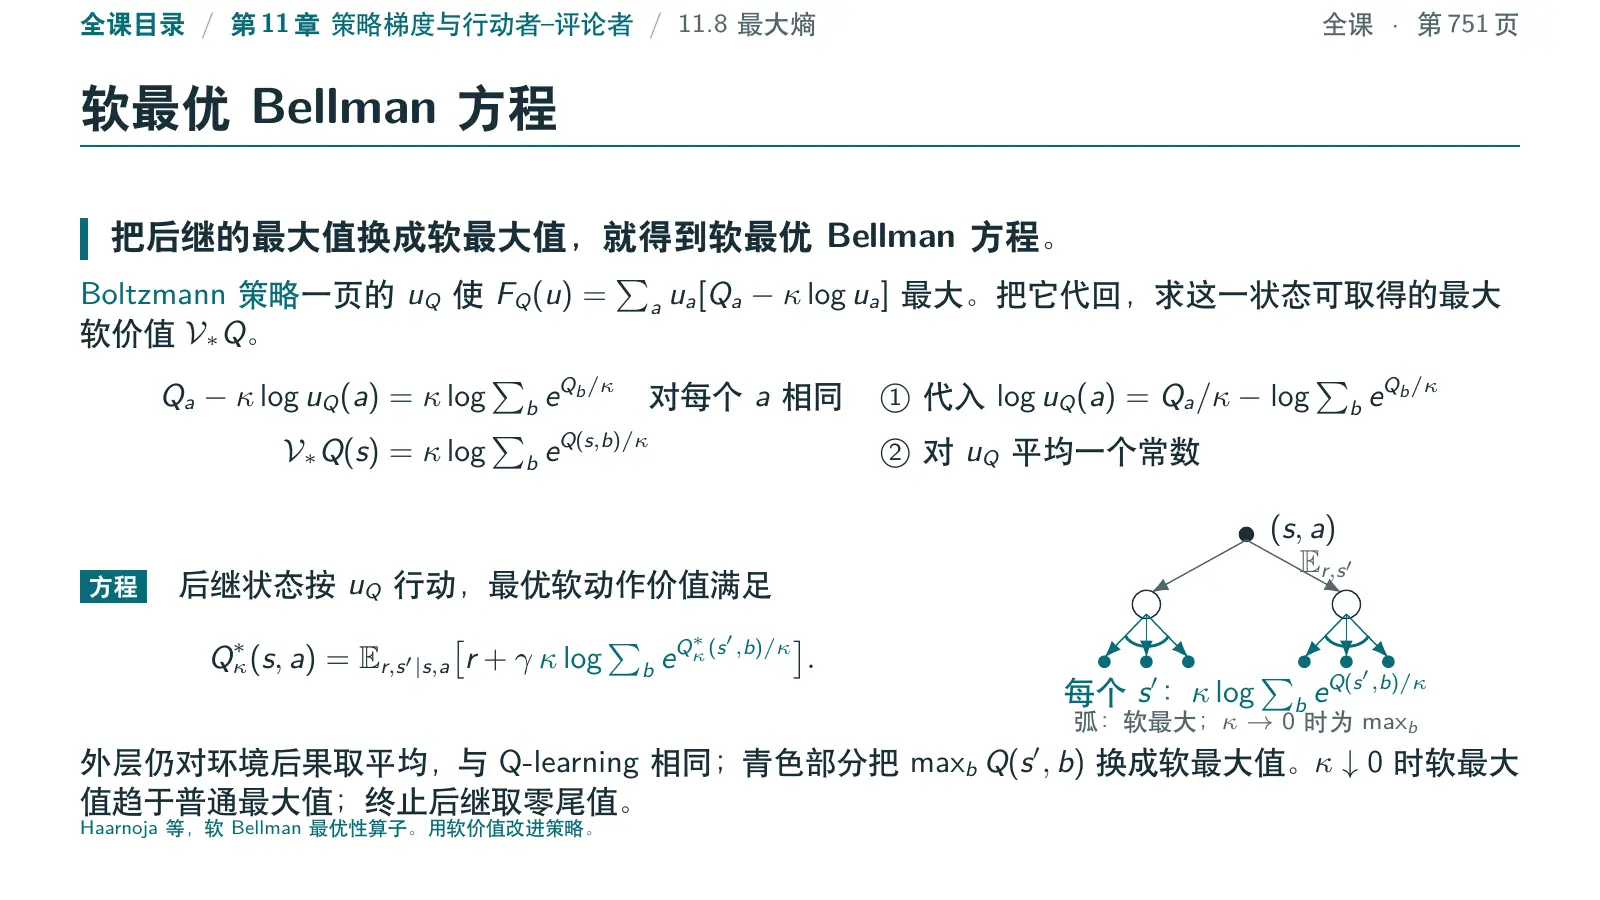 全课目录 / 第 11 章 策略梯度与行动者–评论者 / 11.8 最大熵
全课 · 第 751 页
软最优 Bellman 方程
把后继的最大值换成软最大值，就得到软最优 Bellman 方程。
Boltzmann 策略一页的 u_Q 使 F_Q(u) = ∑_a u_a[Q_a − κ log u_a] 最大。把它代回，求这一状态可取得的最大
软价值 𝒱_*Q。
Q_a − κ log u_Q(a) = κ log ∑_b e^{Q_b/κ} 对每个 a 相同 ① 代入 log u_Q(a) = Q_a/κ − log ∑_b e^{Q_b/κ}
𝒱_*Q(s) = κ log ∑_b e^{Q(s,b)/κ} ② 对 u_Q 平均一个常数
方程 后继状态按 u_Q 行动，最优软动作价值满足
Q^*_κ(s, a) = 𝔼_{r,s′|s,a}[r + γ κ log ∑_b e^{Q^*_κ(s′,b)/κ}].
(s, a)
𝔼_{r,s′}
每个 s′：κ log ∑_b e^{Q(s′,b)/κ}
弧：软最大；κ → 0 时为 max_b
外层仍对环境后果取平均，与 Q-learning 相同；青色部分把 max_b Q(s′, b) 换成软最大值。κ ↓ 0 时软最大
值趋于普通最大值；终止后继取零尾值。
Haarnoja 等，软 Bellman 最优性算子。用软价值改进策略。